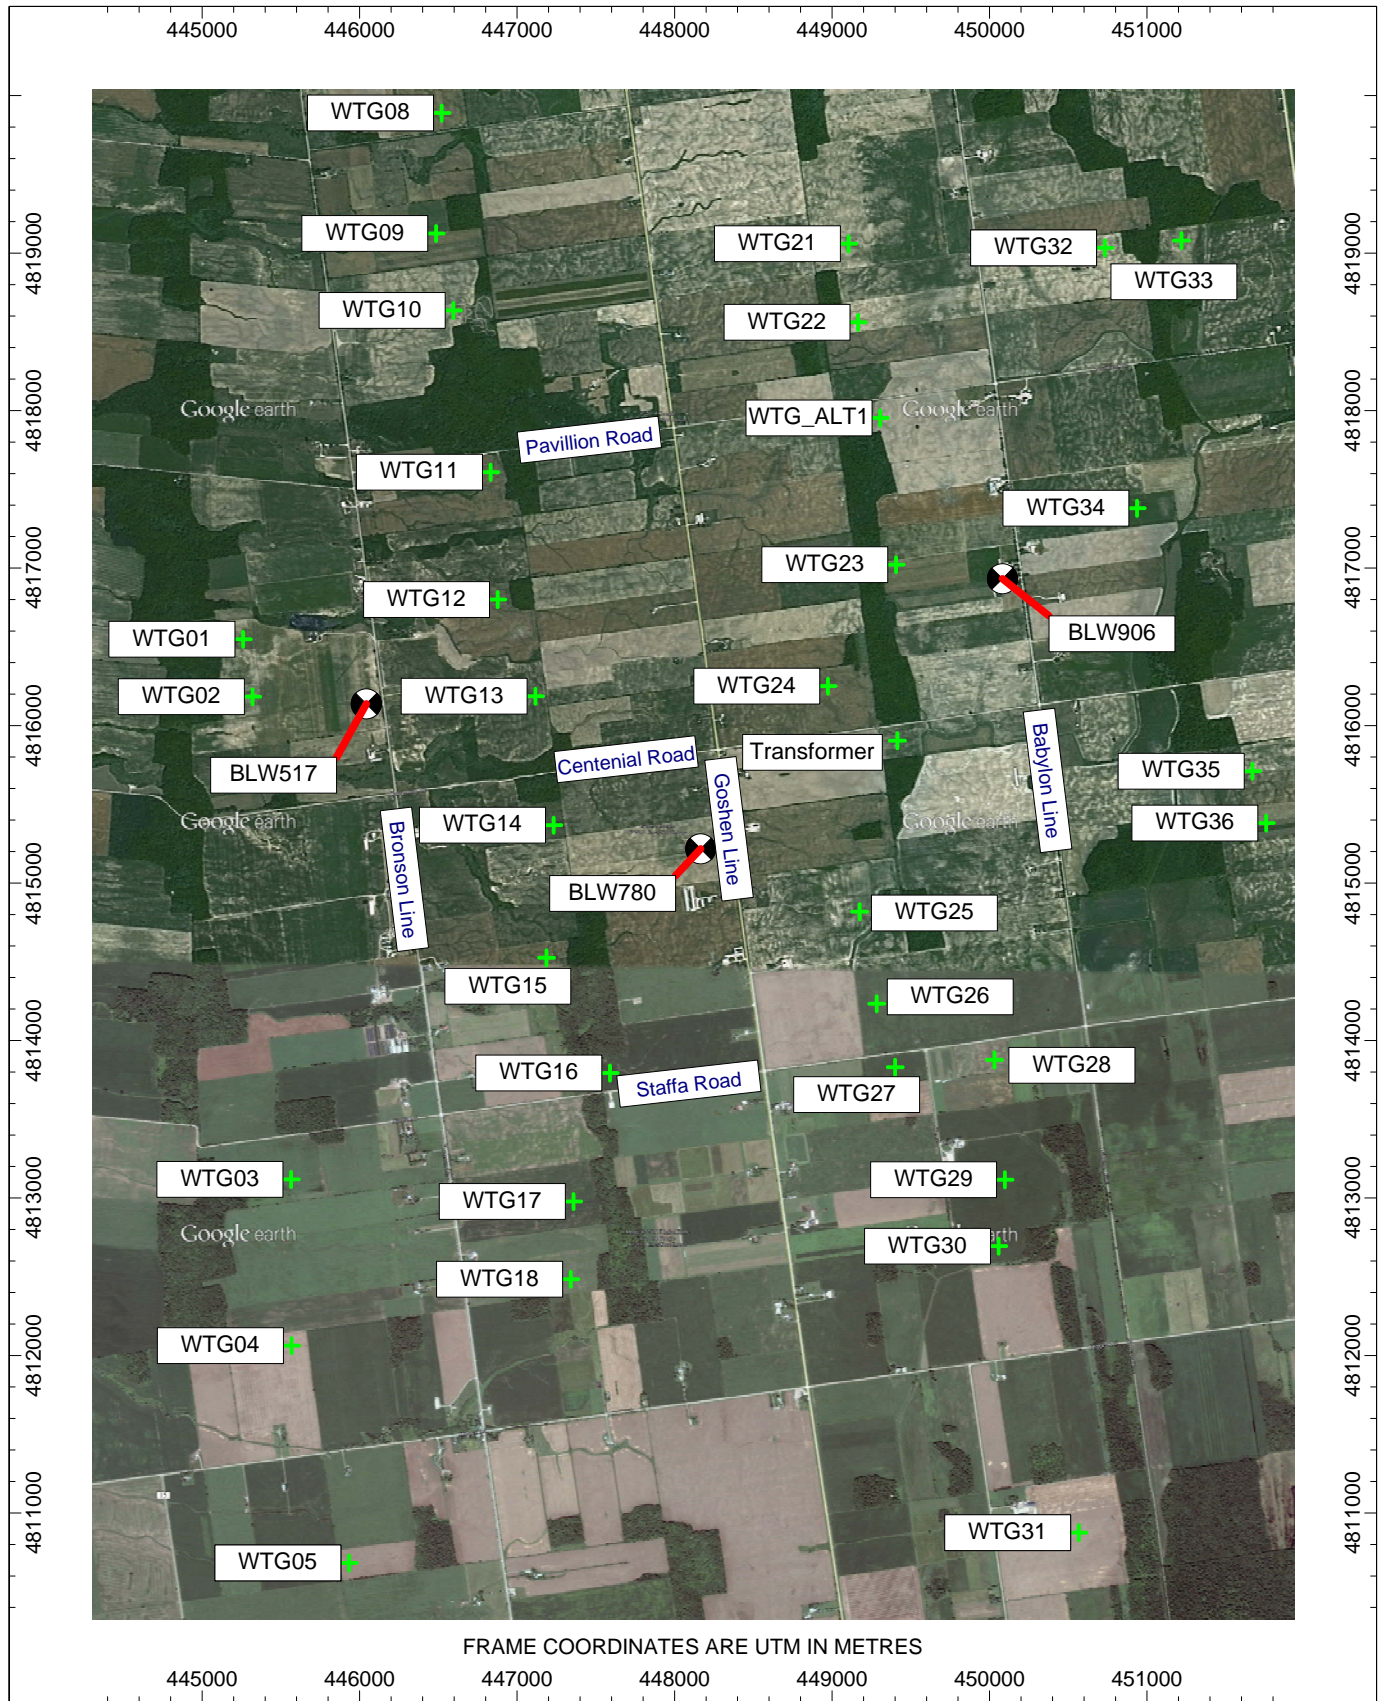 445000 446000 447000 448000 449000 450000 451000
WTG08
WTG09
WTG21
WTG32
WTG33
4819000
4819000
WTG10
WTG22
Google earth
WTG_ALT1
Google earth
4818000
4818000
Pavillion Road
WTG11
WTG34
WTG23
4817000
4817000
WTG12
WTG01
BLW906
WTG02
WTG13
WTG24
4816000
4816000
Centenial Road
Transformer
Babylon Line
BLW517
WTG35
Goshen Line
Google earth
WTG14
Google earth
WTG36
Bronson Line
BLW780
4815000
4815000
WTG25
WTG15
WTG26
4814000
4814000
WTG16
Staffa Road
WTG27
WTG28
WTG03
WTG17
WTG29
4813000
4813000
Google earth
WTG30
earth
WTG18
WTG04
4812000
4812000
4811000
4811000
WTG31
WTG05
FRAME COORDINATES ARE UTM IN METRES
445000 446000 447000 448000 449000 450000 451000